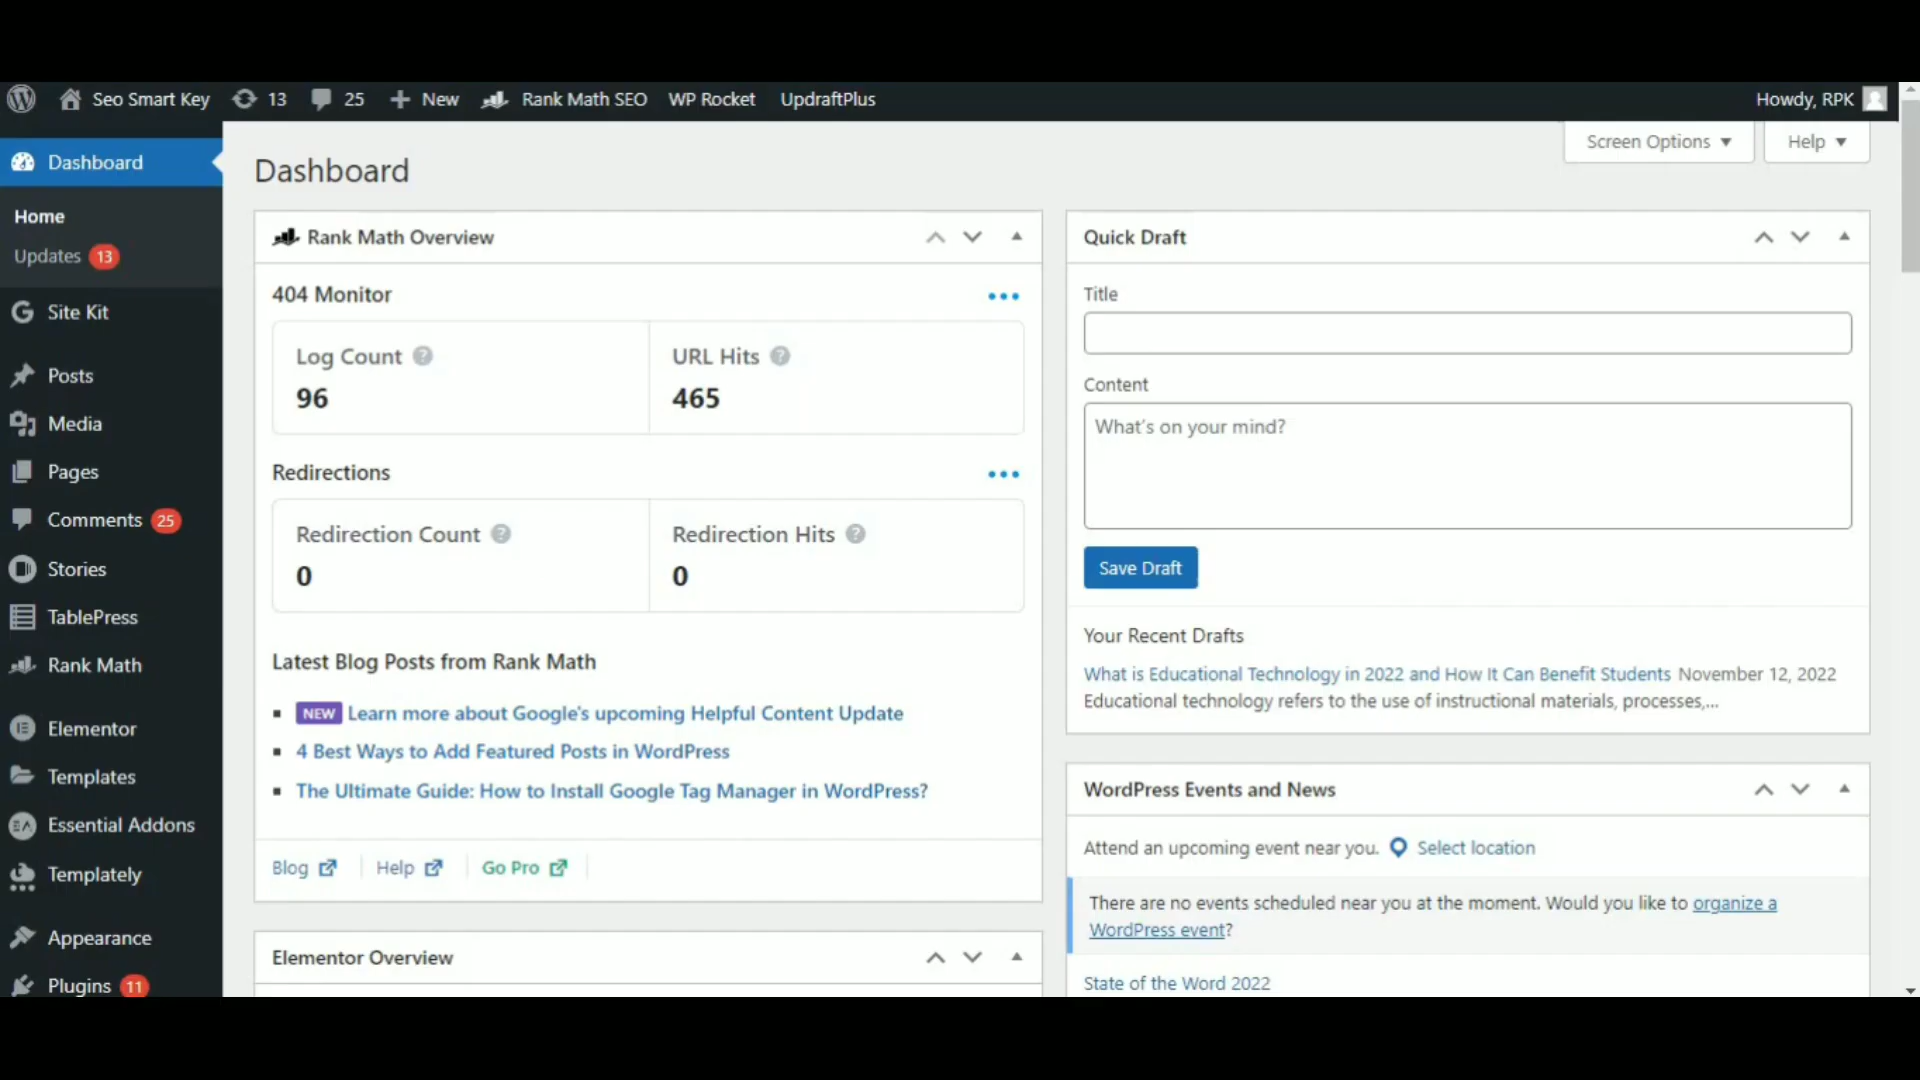 Seo Smart Key 13 25 New Rank Math SEO WP Rocket UpdraftPlus Howdy, RPK
Screen Options Help
Dashboard
Home
Updates 13
Site Kit
Posts
Media
Pages
Comments 25
Stories
TablePress
Rank Math
Elementor
Templates
EA Essential Addons
Templately
Appearance
Plugins 11
Dashboard
Rank Math Overview
404 Monitor
Log Count ?
96
URL Hits ?
465
Redirections
Redirection Count ?
0
Redirection Hits ?
0
Latest Blog Posts from Rank Math
NEW Learn more about Google's upcoming Helpful Content Update
4 Best Ways to Add Featured Posts in WordPress
The Ultimate Guide: How to Install Google Tag Manager in WordPress?
Blog Help Go Pro
Elementor Overview
Quick Draft
Title
Content
What's on your mind?
Save Draft
Your Recent Drafts
What is Educational Technology in 2022 and How It Can Benefit Students November 12, 2022
Educational technology refers to the use of instructional materials, processes,...
WordPress Events and News
Attend an upcoming event near you. Select location
There are no events scheduled near you at the moment. Would you like to organize a
WordPress event?
State of the Word 2022